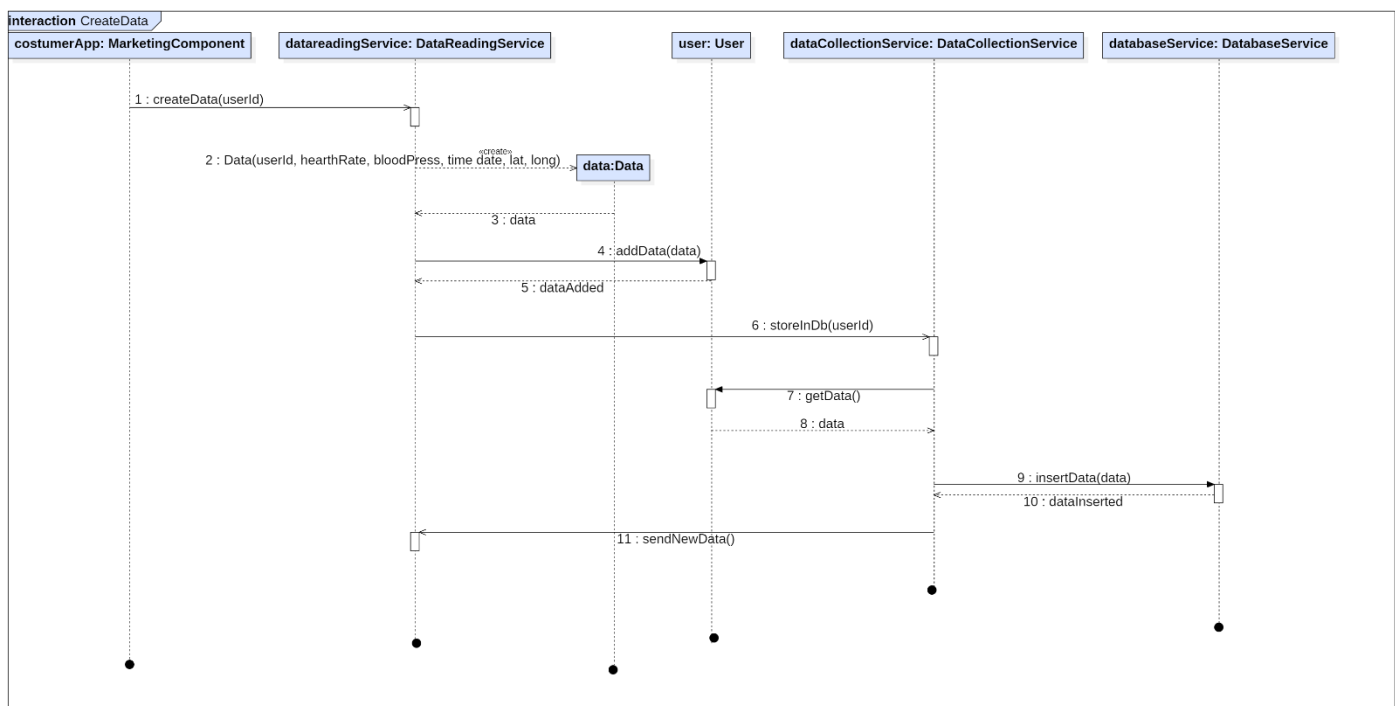 interaction CreateData
costumerApp: MarketingComponent
datareadingService: DataReadingService
user: User
dataCollectionService: DataCollectionService
databaseService: DatabaseService
1 : createData(userId)
«create»
2 : Data(userId, hearthRate, bloodPress, time date, lat, long)
data:Data
3 : data
4 : addData(data)
5 : dataAdded
6 : storeInDb(userId)
7 : getData()
8 : data
9 : insertData(data)
10 : dataInserted
11 : sendNewData()